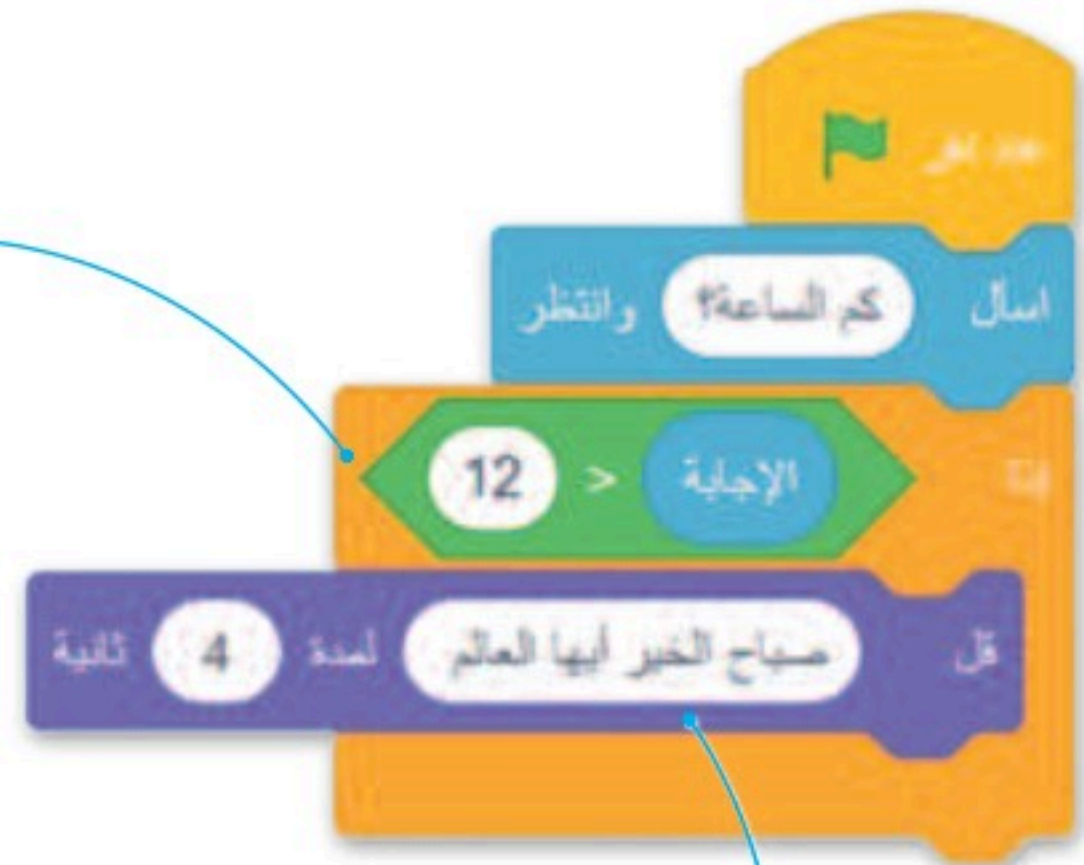 اسأل كم الساعة؟ وانتظر
الإجابة > 12
قل صباح الخير أيها العالم لمدة 4 ثانية